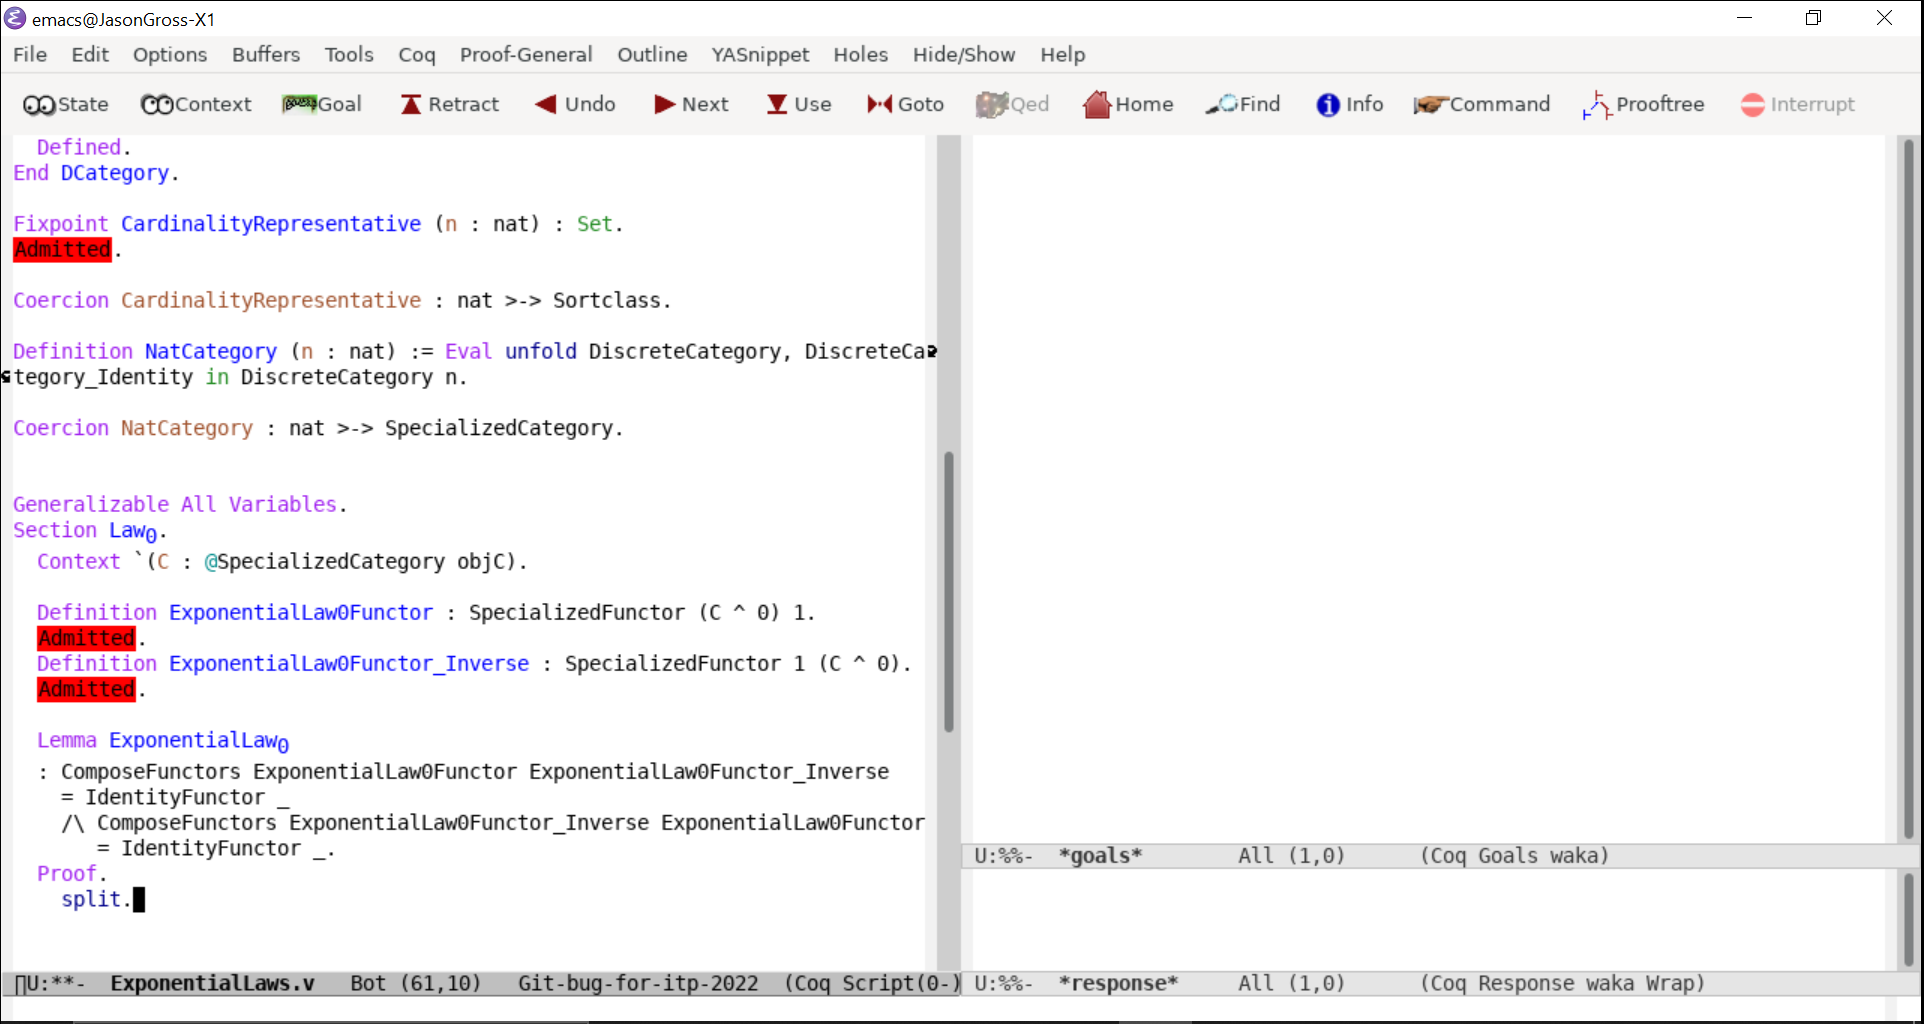 emacs@JasonGross-X1
File Edit Options Buffers Tools Coq Proof-General Outline YASnippet Holes Hide/Show Help
State Context Goal Retract Undo Next Use Goto Qed Home Find Info Command Prooftree Interrupt
  Defined.
End DCategory.
Fixpoint CardinalityRepresentative (n : nat) : Set.
Admitted.
Coercion CardinalityRepresentative : nat >-> Sortclass.
Definition NatCategory (n : nat) := Eval unfold DiscreteCategory, DiscreteCa
tegory_Identity in DiscreteCategory n.
Coercion NatCategory : nat >-> SpecializedCategory.
Generalizable All Variables.
Section Law0.
  Context `(C : @SpecializedCategory objC).
  Definition ExponentialLaw0Functor : SpecializedFunctor (C ^ 0) 1.
  Admitted.
  Definition ExponentialLaw0Functor_Inverse : SpecializedFunctor 1 (C ^ 0).
  Admitted.
  Lemma ExponentialLaw0
  : ComposeFunctors ExponentialLaw0Functor ExponentialLaw0Functor_Inverse
    = IdentityFunctor _
    /\ ComposeFunctors ExponentialLaw0Functor_Inverse ExponentialLaw0Functor
       = IdentityFunctor _.
  Proof.
    split.
U:**-  ExponentialLaws.v   Bot (61,10)   Git-bug-for-itp-2022  (Coq Script(0-)
U:%%-  *goals*        All (1,0)      (Coq Goals waka)
U:%%-  *response*     All (1,0)      (Coq Response waka Wrap)